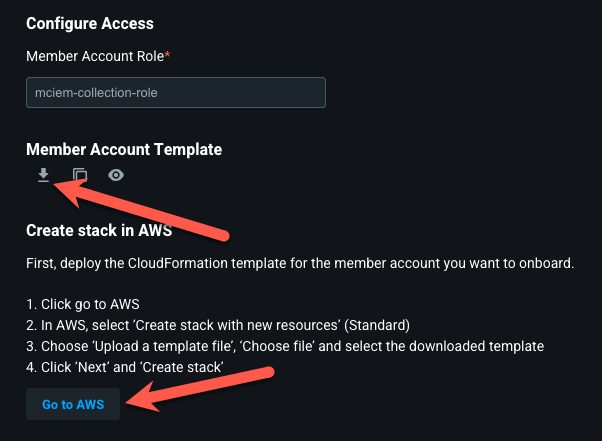 Configure Access
Member Account Role*
mciem-collection-role
Member Account Template
Create stack in AWS
First, deploy the CloudFormation template for the member account you want to onboard.
1. Click go to AWS
2. In AWS, select ‘Create stack with new resources’ (Standard)
3. Choose ‘Upload a template file’, ‘Choose file’ and select the downloaded template
4. Click ‘Next’ and ‘Create stack’
Go to AWS